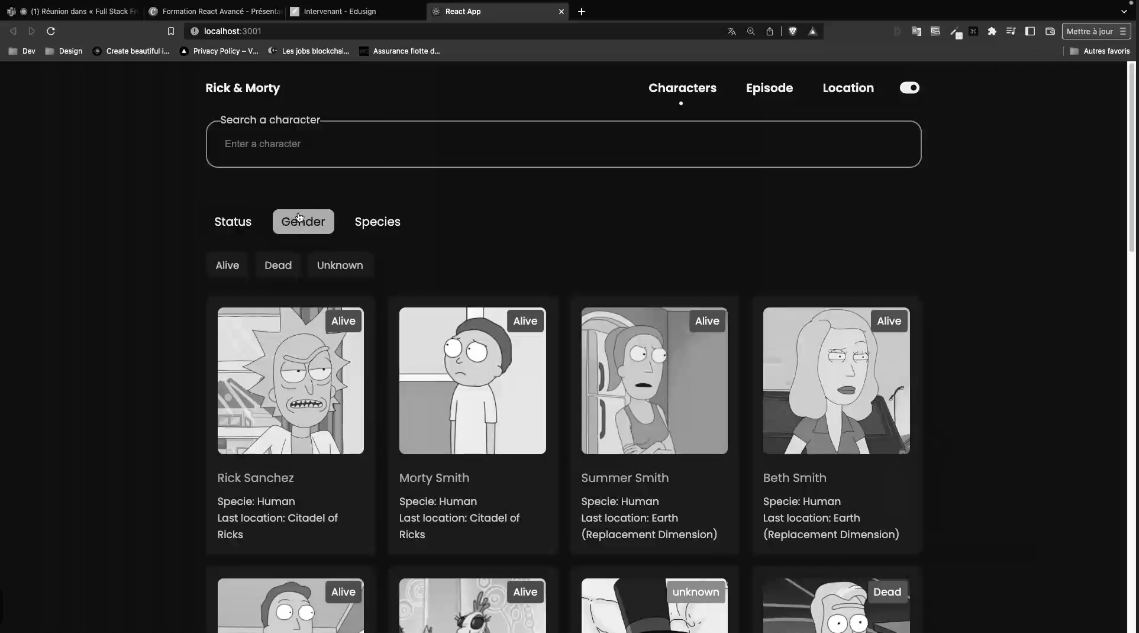 (1) Réunion dans « Full Stack Fr
Formation React Avancé - Présenta
Intervenant - Edusign
React App
localhost:3001
Mettre à jour
Dev
Design
Create beautiful i...
Privacy Policy – V...
Les jobs blockchai...
Assurance flotte d...
Autres favoris
Rick & Morty
Characters
Episode
Location
Search a character
Enter a character
Status
Gender
Species
Alive
Dead
Unknown
Alive
Alive
Alive
Alive
Rick Sanchez
Specie: Human
Last location: Citadel of
Ricks
Morty Smith
Specie: Human
Last location: Citadel of
Ricks
Summer Smith
Specie: Human
Last location: Earth
(Replacement Dimension)
Beth Smith
Specie: Human
Last location: Earth
(Replacement Dimension)
Alive
Alive
unknown
Dead